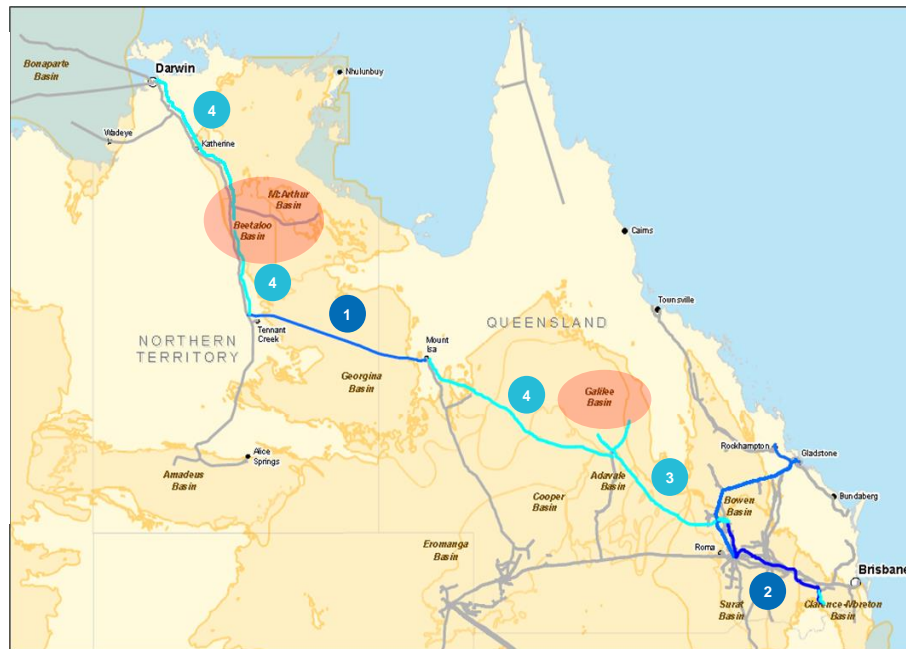 Bonaparte
Basin
Darwin
Nhulunbuy
4
Wadeye
Katherine
McArthur
Basin
Beetaloo
Basin
Cairns
4
1
Townsville
QUEENSLAND
NORTHERN
TERRITORY
Tennant
Creek
Mount
Isa
Georgina
Basin
4
Galilee
Basin
Rockhampton
Gladstone
Alice
Springs
Amadeus
Basin
Adavale
Basin
3
Cooper
Basin
Bowen
Basin
Bundaberg
Eromanga
Basin
Roma
Brisbane
2
Surat
Basin
Clarence-Moreton
Basin